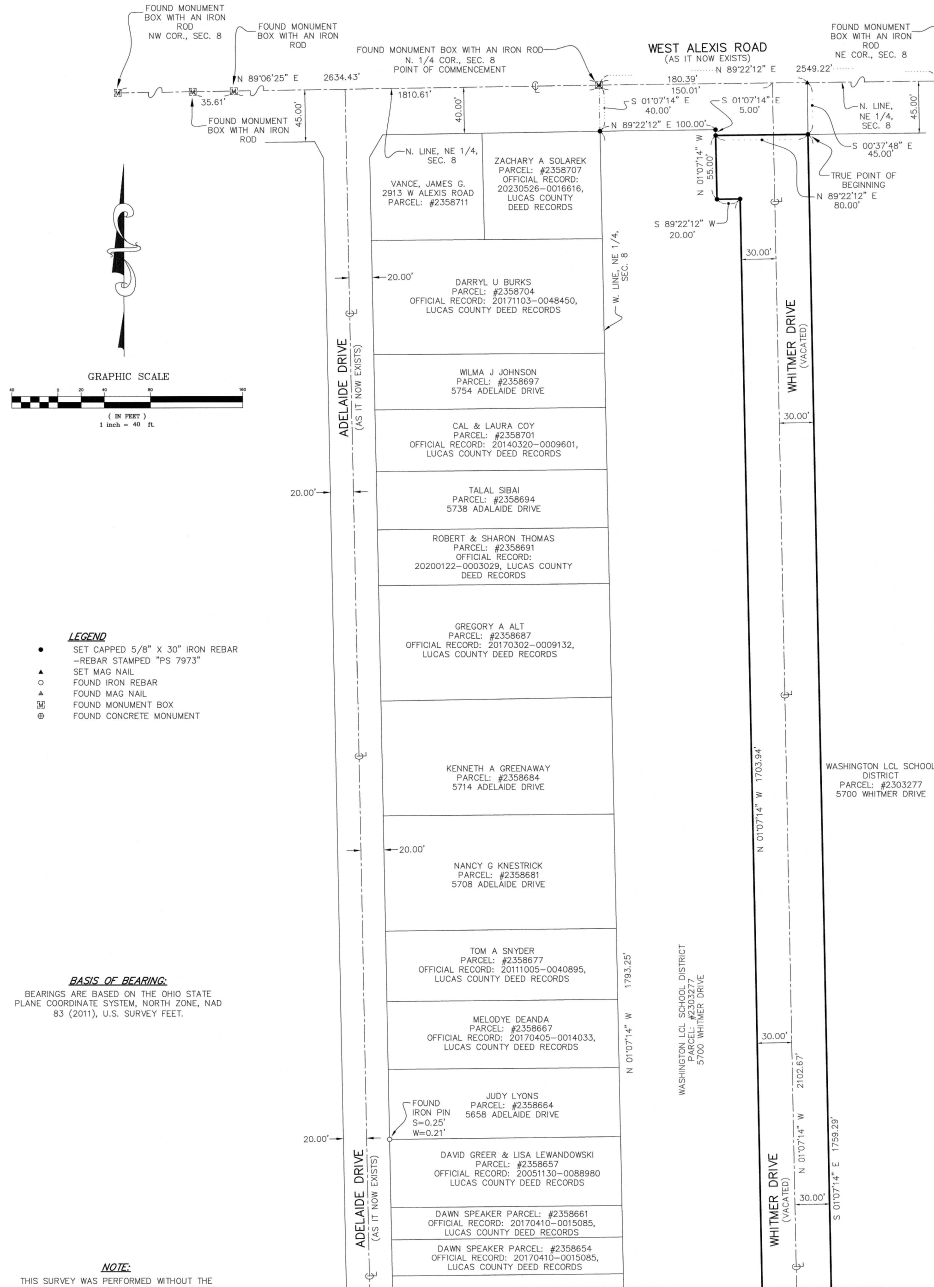 FOUND MONUMENT
BOX WITH AN IRON
ROD
NW COR., SEC. 8
FOUND MONUMENT
BOX WITH AN IRON
ROD
FOUND MONUMENT BOX WITH AN IRON ROD
N. 1/4 COR., SEC. 8
POINT OF COMMENCEMENT
WEST ALEXIS ROAD
(AS IT NOW EXISTS)
FOUND MONUMENT
BOX WITH AN IRON
ROD
NE COR., SEC. 8
N 89°06'25" E
2634.43'
N 89°22'12" E
2549.22'
180.39'
150.01'
35.61'
1810.61'
45.00'
40.00'
S 01°07'14" E
40.00'
S 01°07'14" E
5.00'
N. LINE,
NE 1/4,
SEC. 8
45.00'
FOUND MONUMENT
BOX WITH AN IRON
ROD
N 89°22'12" E 100.00'
S 00°37'48" E
45.00'
N. LINE, NE 1/4,
SEC. 8
N 01°07'14" W
55.00'
TRUE POINT OF
BEGINNING
N 89°22'12" E
80.00'
VANCE, JAMES G.
2913 W ALEXIS ROAD
PARCEL: #2358711
ZACHARY A SOLAREK
PARCEL: #2358707
OFFICIAL RECORD:
20230526-0016616,
LUCAS COUNTY
DEED RECORDS
S 89°22'12" W
20.00'
W. LINE, NE 1/4,
SEC. 8
30.00'
20.00'
DARRYL U BURKS
PARCEL: #2358704
OFFICIAL RECORD: 20171103-0048450,
LUCAS COUNTY DEED RECORDS
ADELAIDE DRIVE
(AS IT NOW EXISTS)
WHITMER DRIVE
(VACATED)
GRAPHIC SCALE
40
0
20
40
80
160
( IN FEET )
1 inch = 40 ft.
WILMA J JOHNSON
PARCEL: #2358697
5754 ADELAIDE DRIVE
30.00'
CAL & LAURA COY
PARCEL: #2358701
OFFICIAL RECORD: 20140320-0009601,
LUCAS COUNTY DEED RECORDS
20.00'
TALAL SIBAI
PARCEL: #2358694
5738 ADALAIDE DRIVE
ROBERT & SHARON THOMAS
PARCEL: #2358691
OFFICIAL RECORD:
20200122-0003029, LUCAS COUNTY
DEED RECORDS
GREGORY A ALT
PARCEL: #2358687
OFFICIAL RECORD: 20170302-0009132,
LUCAS COUNTY DEED RECORDS
LEGEND
SET CAPPED 5/8" X 30" IRON REBAR
-REBAR STAMPED "PS 7973"
SET MAG NAIL
FOUND IRON REBAR
FOUND MAG NAIL
M FOUND MONUMENT BOX
FOUND CONCRETE MONUMENT
KENNETH A GREENAWAY
PARCEL: #2358684
5714 ADELAIDE DRIVE
N 01°07'14" W 1703.94'
WASHINGTON LCL SCHOOL
DISTRICT
PARCEL: #2303277
5700 WHITMER DRIVE
20.00'
NANCY G KNESTRICK
PARCEL: #2358681
5708 ADELAIDE DRIVE
BASIS OF BEARING:
BEARINGS ARE BASED ON THE OHIO STATE
PLANE COORDINATE SYSTEM, NORTH ZONE, NAD
83 (2011), U.S. SURVEY FEET.
TOM A SNYDER
PARCEL: #2358677
OFFICIAL RECORD: 20111005-0040895,
LUCAS COUNTY DEED RECORDS
N 01°07'14" W 1793.25'
WASHINGTON LCL SCHOOL DISTRICT
PARCEL: #2303277
5700 WHITMER DRIVE
MELODYE DEANDA
PARCEL: #2358667
OFFICIAL RECORD: 20170405-0014033,
LUCAS COUNTY DEED RECORDS
30.00'
JUDY LYONS
PARCEL: #2358664
5658 ADELAIDE DRIVE
FOUND
IRON PIN
S=0.25'
W=0.21'
20.00'
N 01°07'14" W 2102.67'
S 01°07'14" E 1759.29'
DAVID GREER & LISA LEWANDOWSKI
PARCEL: #2358657
OFFICIAL RECORD: 20051130-0088980
LUCAS COUNTY DEED RECORDS
ADELAIDE DRIVE
(AS IT NOW EXISTS)
WHITMER DRIVE
(VACATED)
30.00'
DAWN SPEAKER PARCEL: #2358661
OFFICIAL RECORD: 20170410-0015085,
LUCAS COUNTY DEED RECORDS
DAWN SPEAKER PARCEL: #2358654
OFFICIAL RECORD: 20170410-0015085,
LUCAS COUNTY DEED RECORDS
NOTE:
THIS SURVEY WAS PERFORMED WITHOUT THE